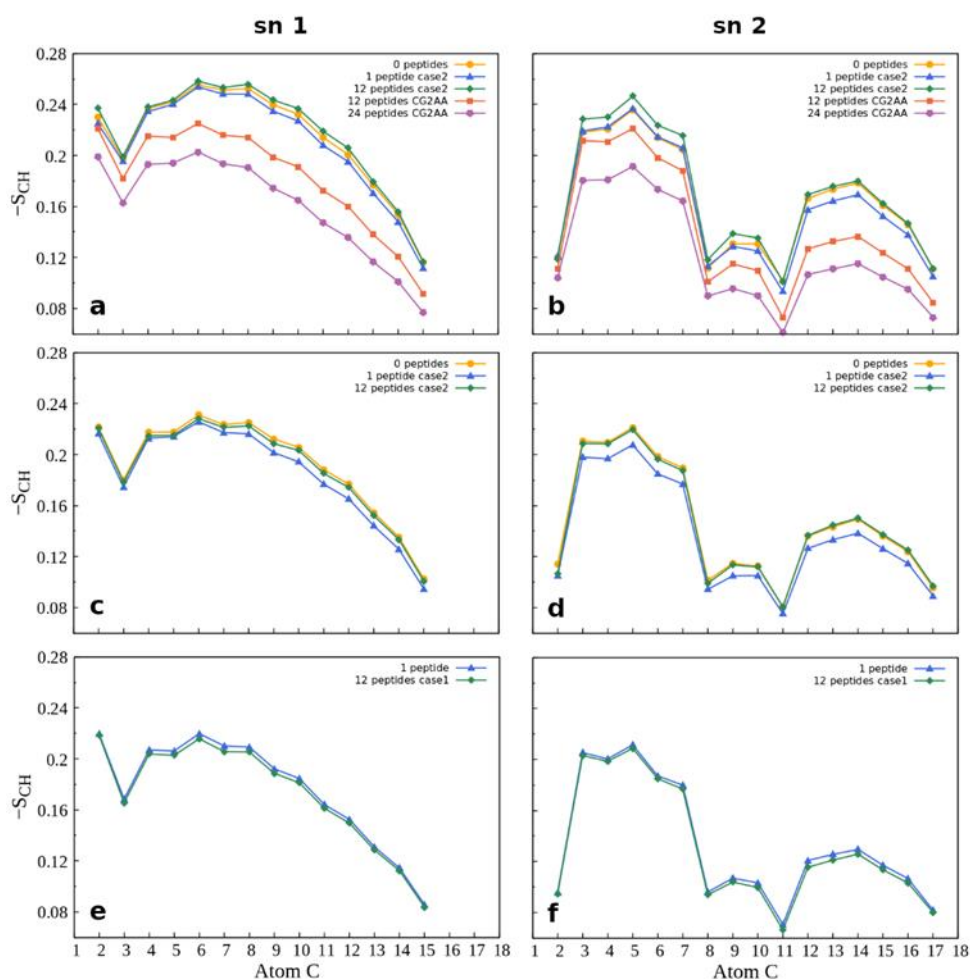 sn 1
sn 2
0.28
0.24
0.2
0.16
0.12
0.08
−S_CH
0 peptides
1 peptide case2
12 peptides case2
12 peptides CG2AA
24 peptides CG2AA
a
0 peptides
1 peptide case2
12 peptides case2
12 peptides CG2AA
24 peptides CG2AA
b
0.28
0.24
0.2
0.16
0.12
0.08
−S_CH
0 peptides
1 peptide case2
12 peptides case2
c
0 peptides
1 peptide case2
12 peptides case2
d
0.28
0.24
0.2
0.16
0.12
0.08
−S_CH
1 peptide
12 peptides case1
e
1 peptide
12 peptides case1
f
1 2 3 4 5 6 7 8 9 10 11 12 13 14 15 16 17 18
1 2 3 4 5 6 7 8 9 10 11 12 13 14 15 16 17 18
Atom C
Atom C